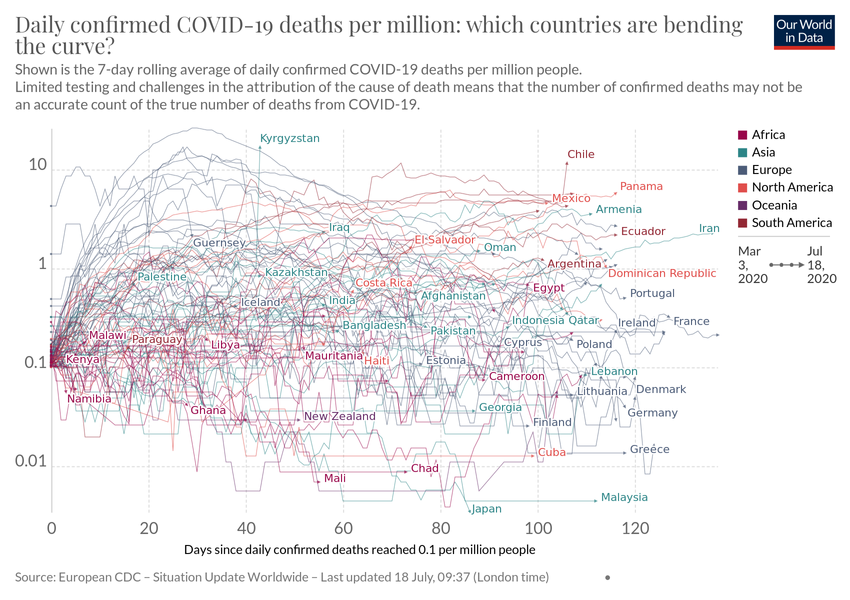 Daily confirmed COVID-19 deaths per million: which countries are bending
the curve?
Our World
in Data
Shown is the 7-day rolling average of daily confirmed COVID-19 deaths per million people.
Limited testing and challenges in the attribution of the cause of death means that the number of confirmed deaths may not be
an accurate count of the true number of deaths from COVID-19.
Kyrgyzstan
Chile
10
Panama
Mexico
Armenia
Iraq
Iran
Ecuador
Guernsey
El Salvador
Oman
1
Argentina
Palestine
Kazakhstan
Dominican Republic
Costa Rica
Egypt
Afghanistan
Portugal
Iceland
India
Indonesia
Qatar
Ireland
France
Bangladesh
Pakistan
Malawi
Paraguay
Libya
Cyprus
Poland
Kenya
Mauritania
Haiti
Estonia
0.1
Lebanon
Cameroon
Namibia
Lithuania
Denmark
Ghana
New Zealand
Georgia
Germany
Finland
Cuba
Greece
0.01
Mali
Chad
Malaysia
Japan
0
20
40
60
80
100
120
Days since daily confirmed deaths reached 0.1 per million people
Africa
Asia
Europe
North America
Oceania
South America
Mar
3,
2020
Jul
18,
2020
Source: European CDC – Situation Update Worldwide – Last updated 18 July, 09:37 (London time)